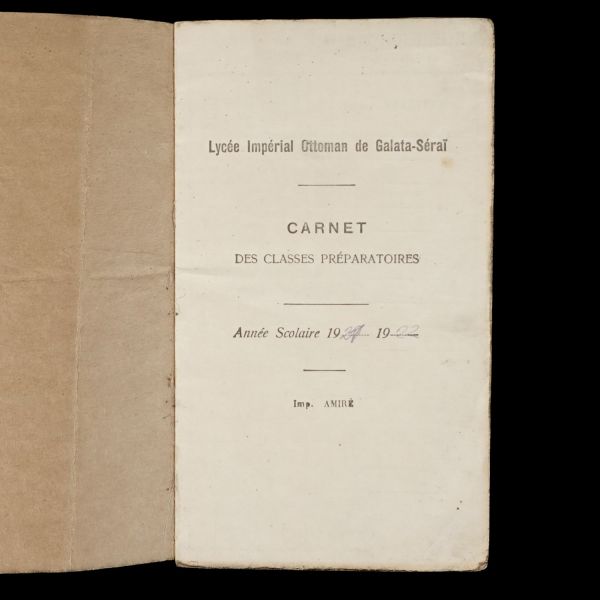 Lycée Impérial Ottoman de Galata-Séraï
CARNET
DES CLASSES PRÉPARATOIRES
Année Scolaire 1921 1922
Imp. AMIRÉ